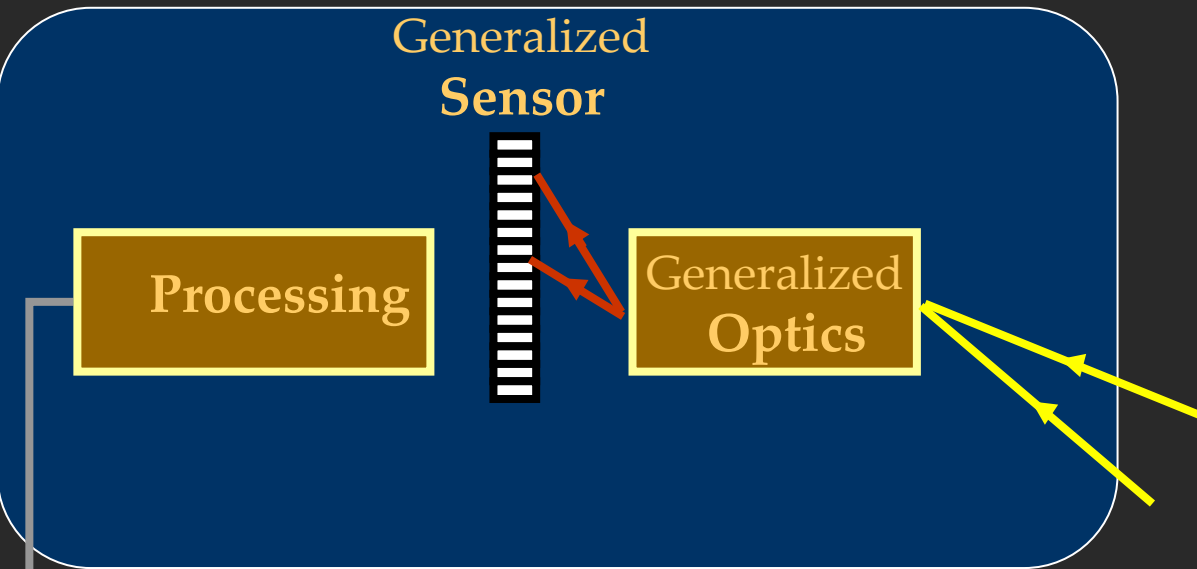 Generalized
Sensor
Processing
Generalized
Optics